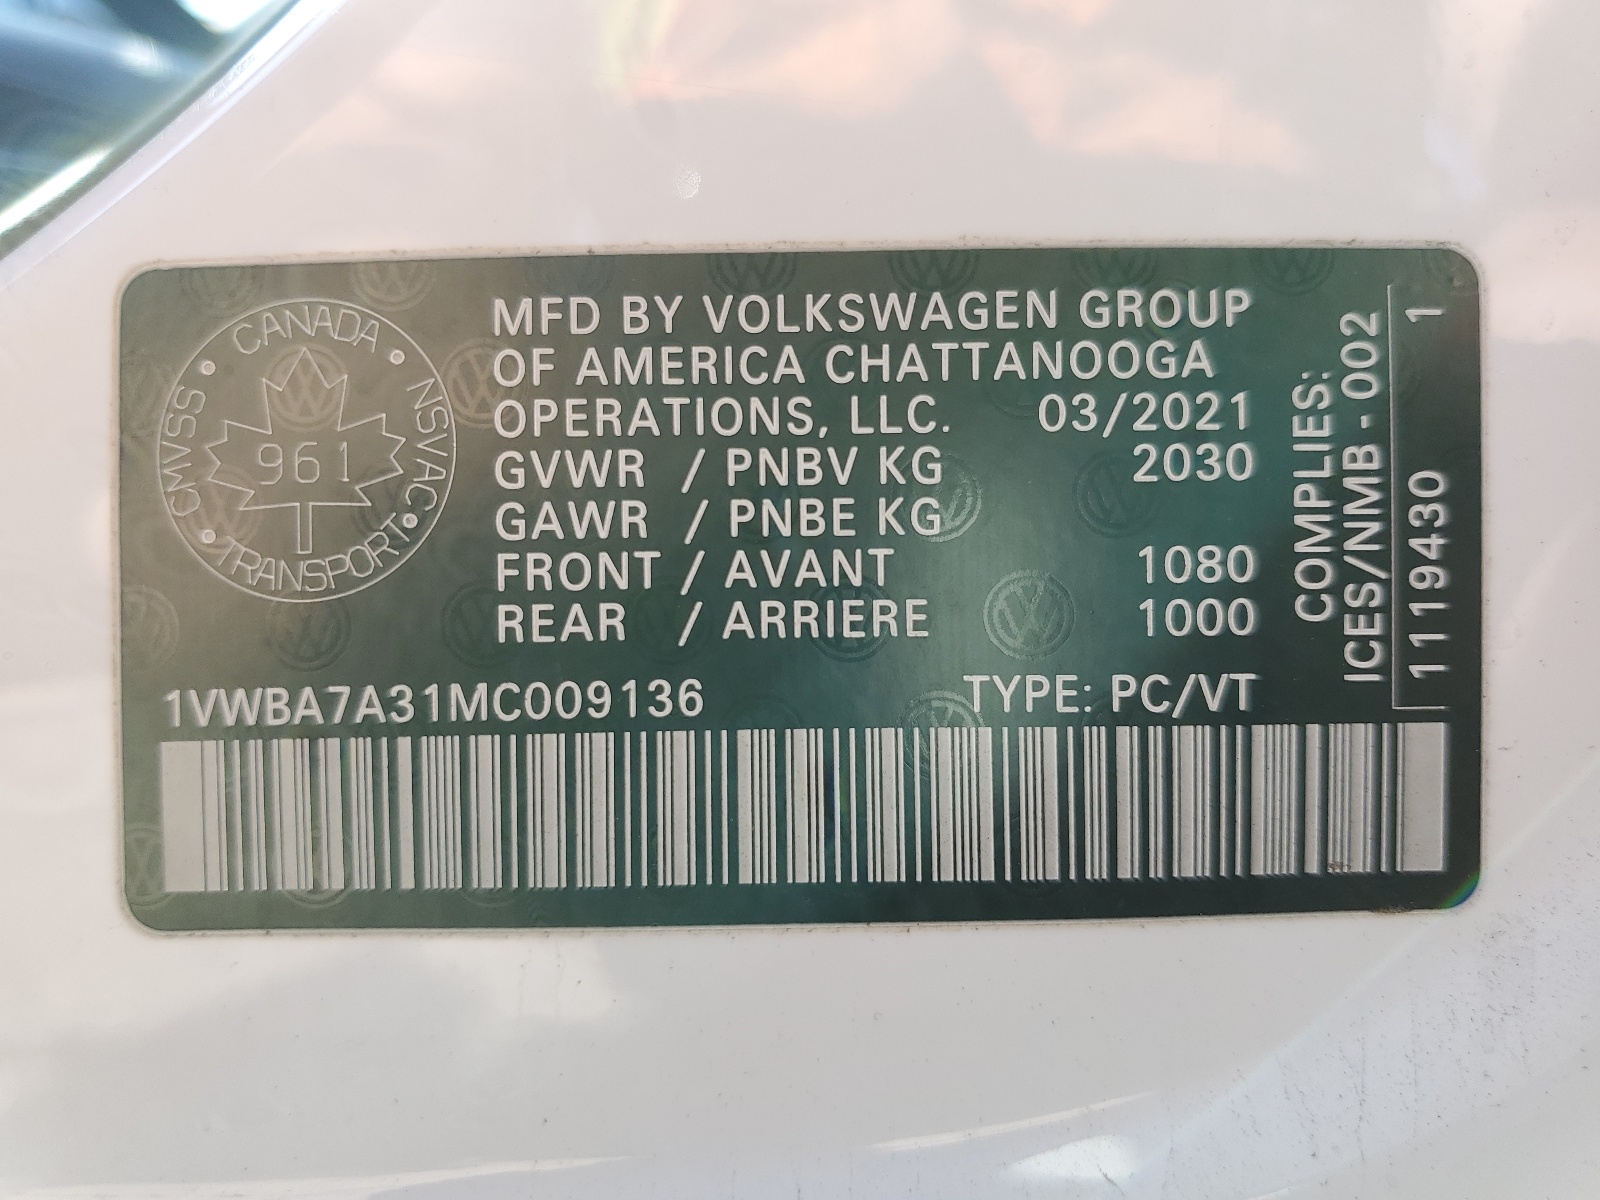 CANADA
CMVSS • NSVAC
961
TRANSPORT
MFD BY VOLKSWAGEN GROUP
OF AMERICA CHATTANOOGA
OPERATIONS, LLC. 03/2021
GVWR / PNBV KG 2030
GAWR / PNBE KG
FRONT / AVANT 1080
REAR / ARRIERE 1000
1VWBA7A31MC009136 TYPE: PC/VT
COMPLIES:
ICES/NMB-002
1119430 1